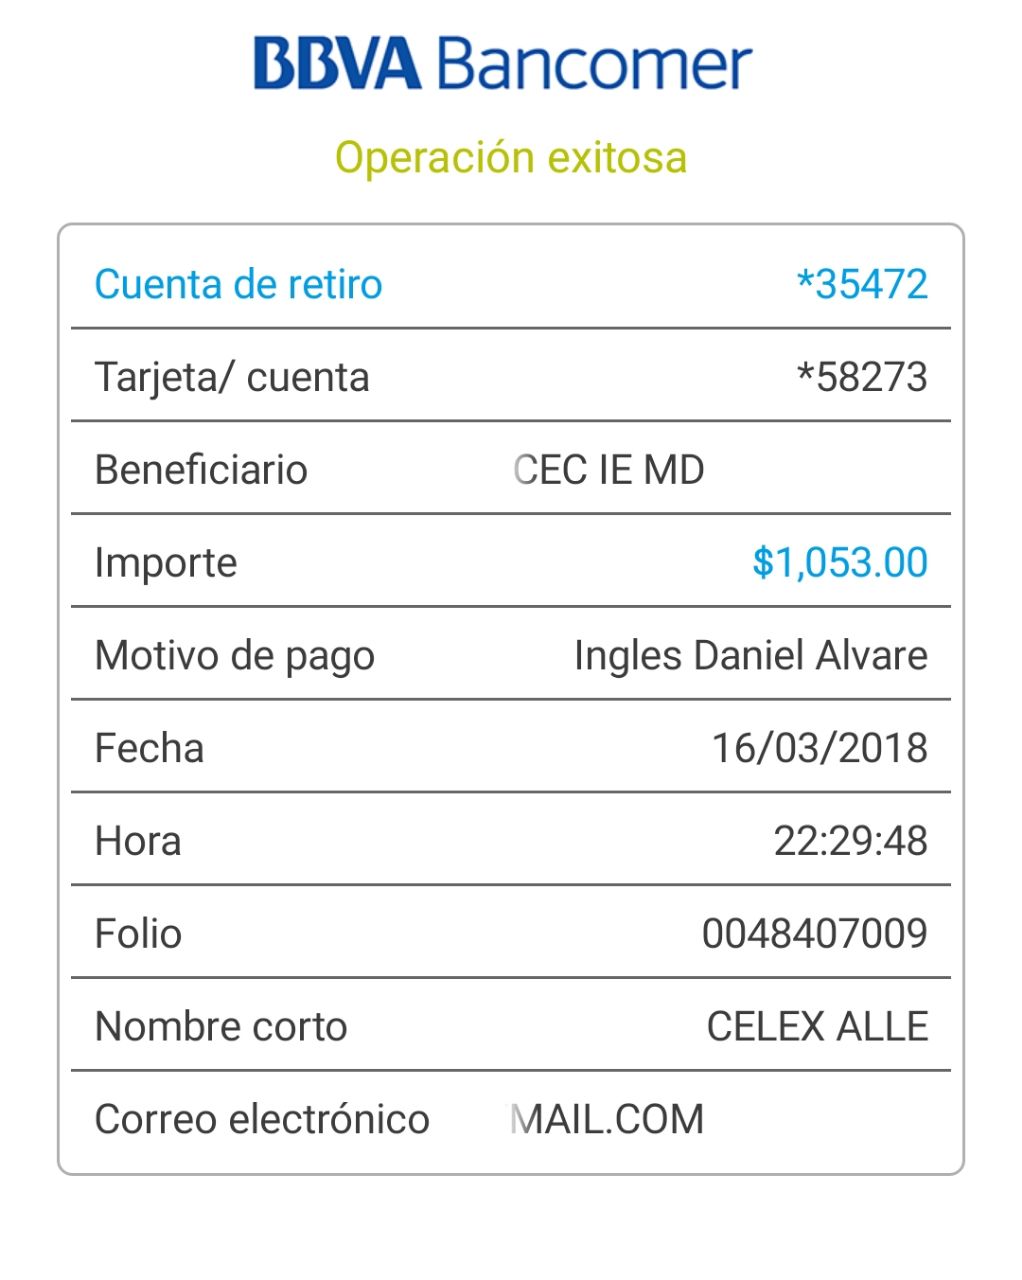 BBVA Bancomer
Operación exitosa
Cuenta de retiro *35472
Tarjeta/ cuenta *58273
Beneficiario CEC IE MD
Importe $1,053.00
Motivo de pago Ingles Daniel Alvare
Fecha 16/03/2018
Hora 22:29:48
Folio 0048407009
Nombre corto CELEX ALLE
Correo electrónico MAIL.COM